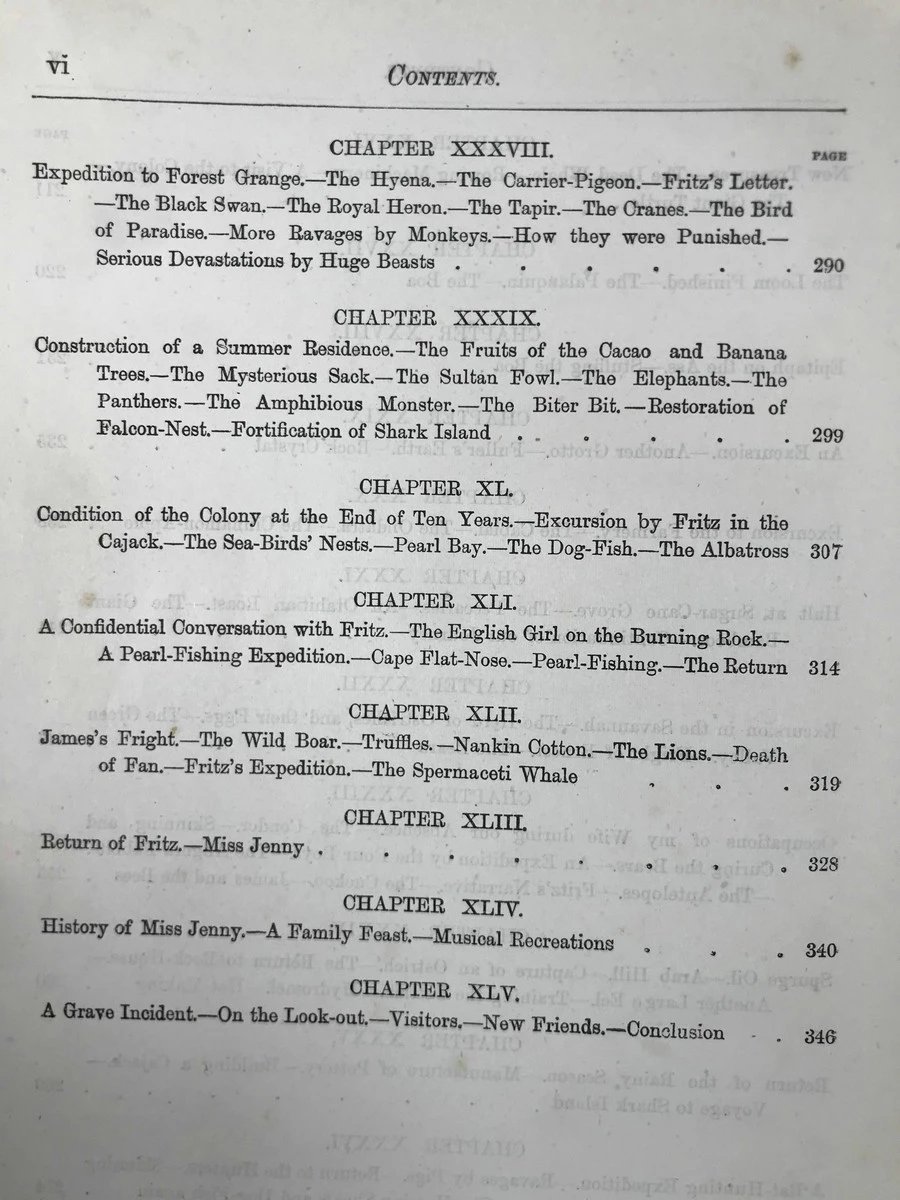 vi
CONTENTS.
CHAPTER XXXVIII.
PAGE
Expedition to Forest Grange.—The Hyena.—The Carrier-Pigeon.—Fritz's Letter.
—The Black Swan.—The Royal Heron.—The Tapir.—The Cranes.—The Bird
of Paradise.—More Ravages by Monkeys.—How they were Punished.—
Serious Devastations by Huge Beasts . . . . . . 290
CHAPTER XXXIX.
Construction of a Summer Residence.—The Fruits of the Cacao and Banana
Trees.—The Mysterious Sack.—The Sultan Fowl.—The Elephants.—The
Panthers.—The Amphibious Monster.—The Biter Bit.—Restoration of
Falcon-Nest.—Fortification of Shark Island . . . . . 299
CHAPTER XL.
Condition of the Colony at the End of Ten Years.—Excursion by Fritz in the
Cajack.—The Sea-Birds' Nests.—Pearl Bay.—The Dog-Fish.—The Albatross 307
CHAPTER XLI.
A Confidential Conversation with Fritz.—The English Girl on the Burning Rock.—
A Pearl-Fishing Expedition.—Cape Flat-Nose.—Pearl-Fishing.—The Return 314
CHAPTER XLII.
James's Fright.—The Wild Boar.—Truffles.—Nankin Cotton.—The Lions.—Death
of Fan.—Fritz's Expedition.—The Spermaceti Whale . . . 319
CHAPTER XLIII.
Return of Fritz.—Miss Jenny . . . . . . . . 328
CHAPTER XLIV.
History of Miss Jenny.—A Family Feast.—Musical Recreations . . . 340
CHAPTER XLV.
A Grave Incident.—On the Look-out.—Visitors.—New Friends.—Conclusion . . 346